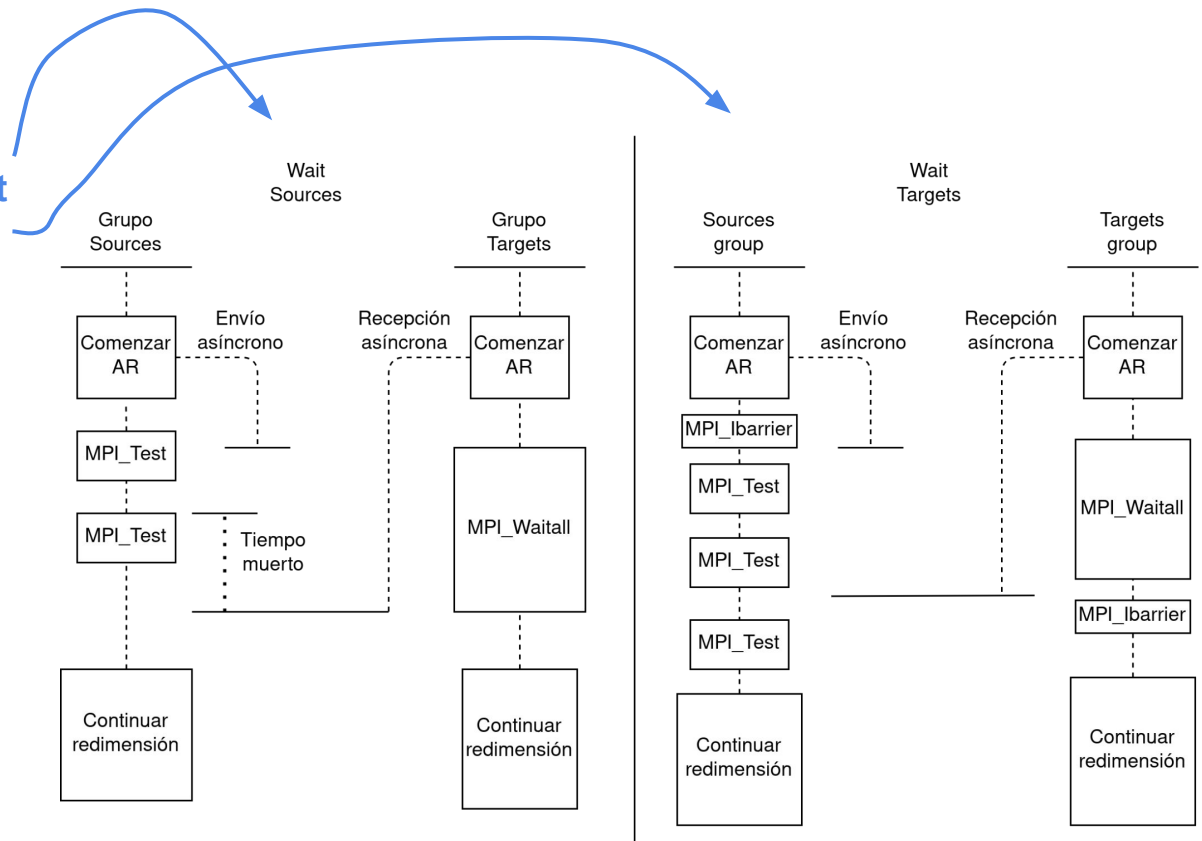 t
Wait
Sources
Grupo
Sources
Grupo
Targets
Comenzar
AR
Envío
asíncrono
Recepción
asíncrona
Comenzar
AR
MPI_Test
MPI_Test
Tiempo
muerto
MPI_Waitall
Continuar
redimensión
Continuar
redimensión
Wait
Targets
Sources
group
Targets
group
Comenzar
AR
Envío
asíncrono
Recepción
asíncrona
Comenzar
AR
MPI_Ibarrier
MPI_Test
MPI_Test
MPI_Test
MPI_Waitall
MPI_Ibarrier
Continuar
redimensión
Continuar
redimensión